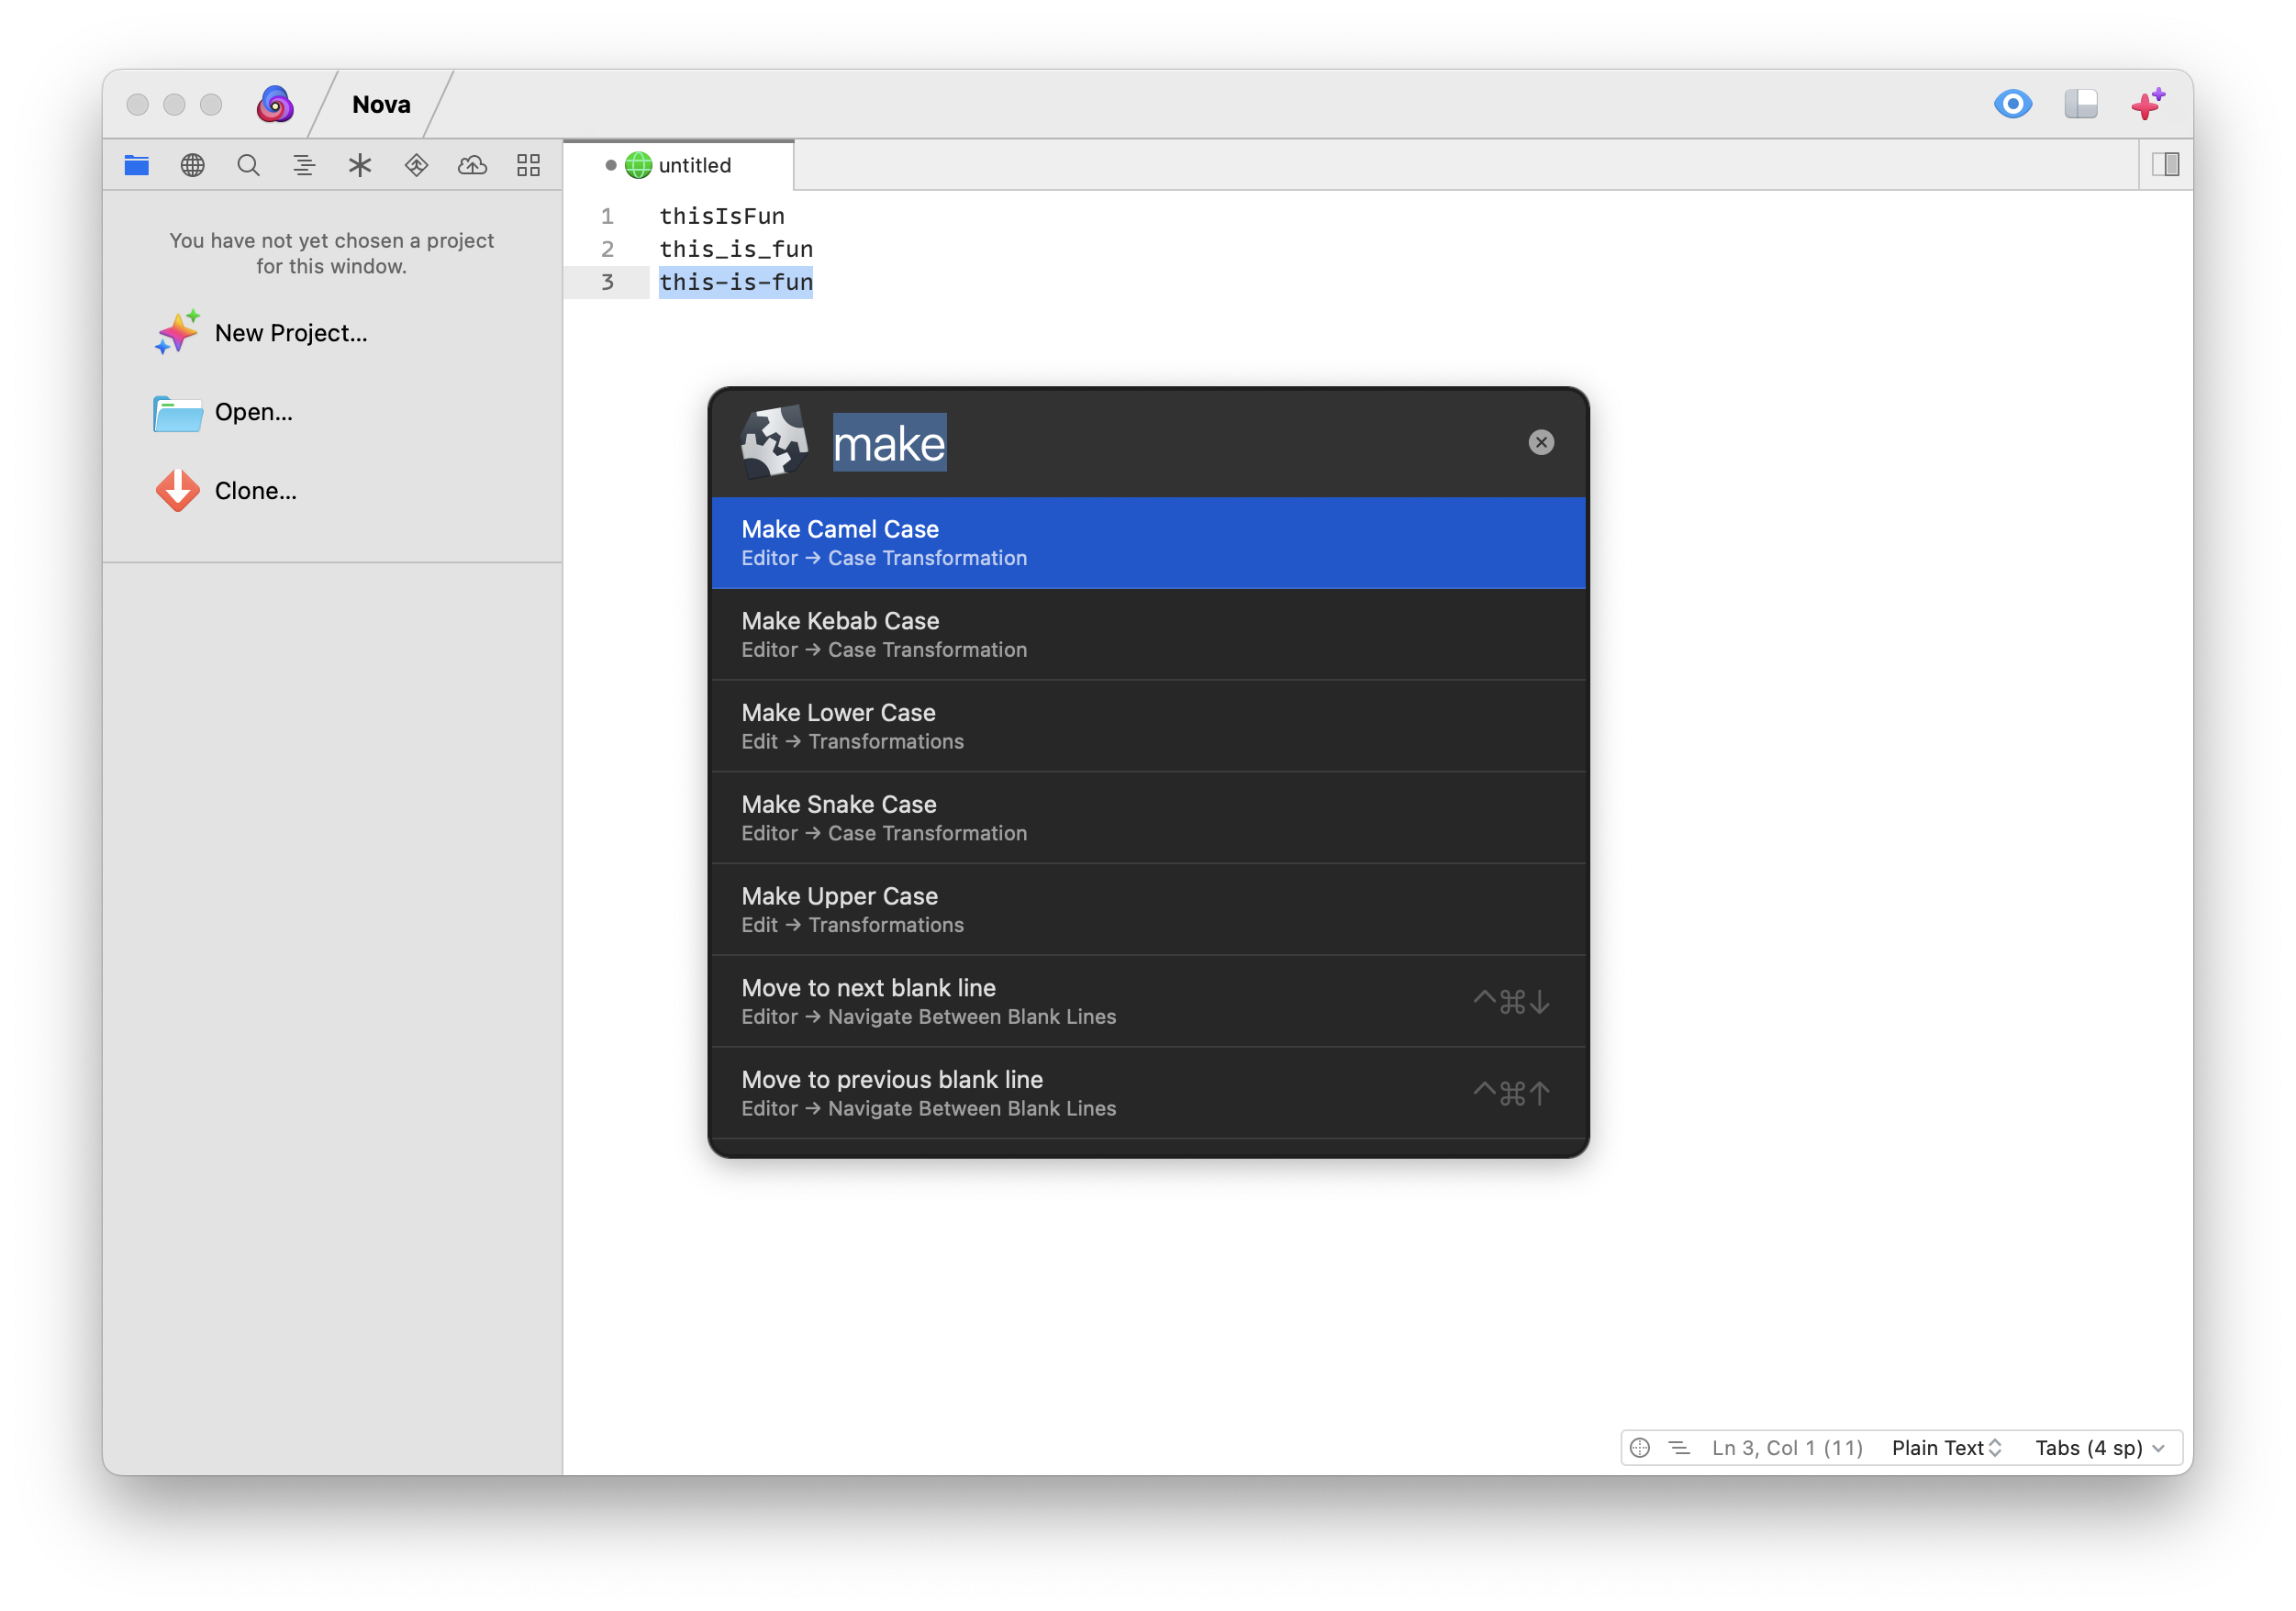 Nova
untitled
You have not yet chosen a project
for this window.
New Project...
Open...
Clone...
1 thisIsFun
2 this_is_fun
3 this-is-fun
make
Make Camel Case
Editor → Case Transformation
Make Kebab Case
Editor → Case Transformation
Make Lower Case
Edit → Transformations
Make Snake Case
Editor → Case Transformation
Make Upper Case
Edit → Transformations
Move to next blank line ^⌘↓
Editor → Navigate Between Blank Lines
Move to previous blank line ^⌘↑
Editor → Navigate Between Blank Lines
Ln 3, Col 1 (11) Plain Text Tabs (4 sp)